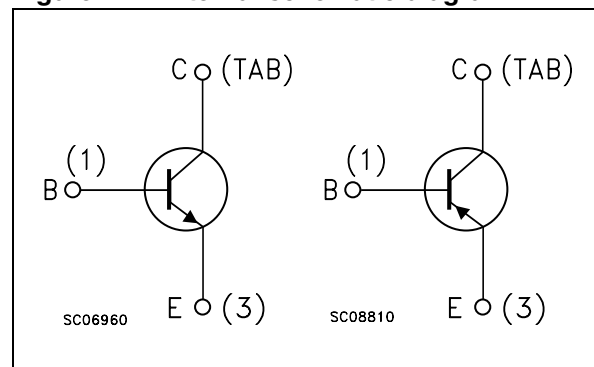 C (TAB) C (TAB)
(1) (1)
B B
E (3) E (3)
SC06960 SC08810